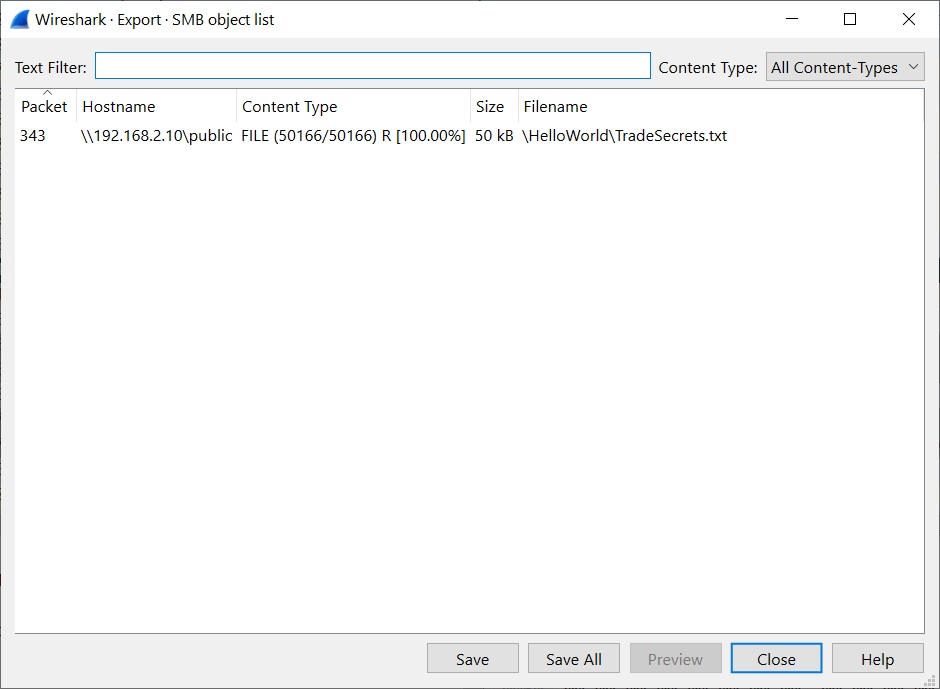 Wireshark · Export · SMB object list
Text Filter: Content Type: All Content-Types
Packet Hostname Content Type Size Filename
343 \\192.168.2.10\public FILE (50166/50166) R [100.00%] 50 kB \HelloWorld\TradeSecrets.txt
Save Save All Preview Close Help